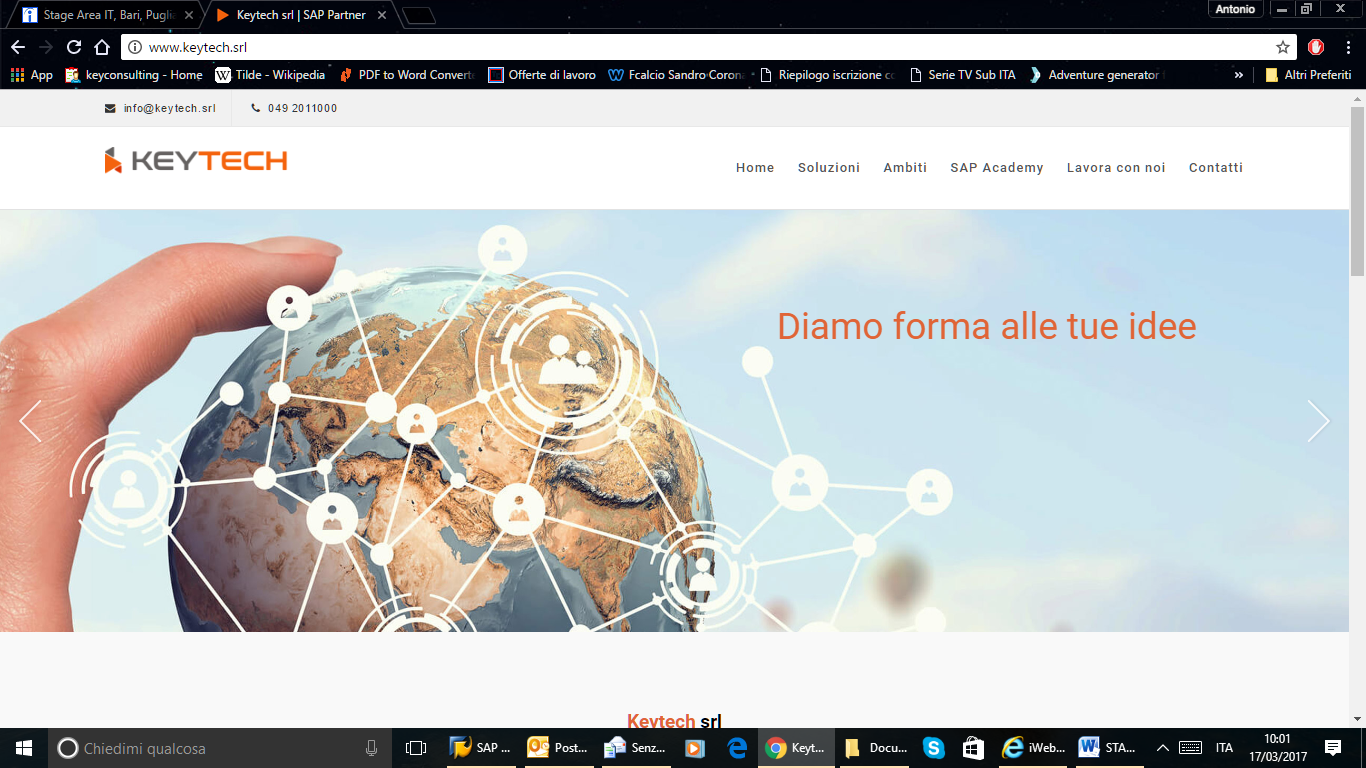 Stage Area IT, Bari, Pugli
Keytech srl | SAP Partner
Antonio
www.keytech.srl
App
keyconsulting - Home
Tilde - Wikipedia
PDF to Word Converte
Offerte di lavoro
Fcalcio Sandro Corona
Riepilogo iscrizione co
Serie TV Sub ITA
Adventure generator
»
Altri Preferiti
info@keytech.srl
049 2011000
KEYTECH
Home
Soluzioni
Ambiti
SAP Academy
Lavora con noi
Contatti
Diamo forma alle tue idee
Keytech srl
Chiedimi qualcosa
SAP ...
Post...
Senz...
Keyt...
Docu...
iWeb...
STA...
ITA
10:01
17/03/2017